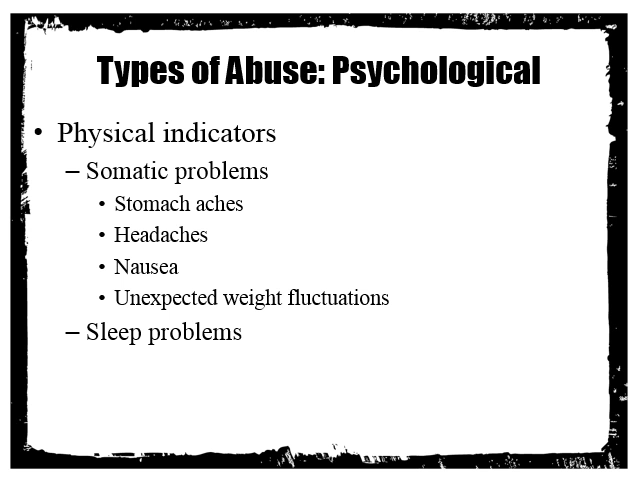 Types of Abuse: Psychological
• Physical indicators
– Somatic problems
• Stomach aches
• Headaches
• Nausea
• Unexpected weight fluctuations
– Sleep problems